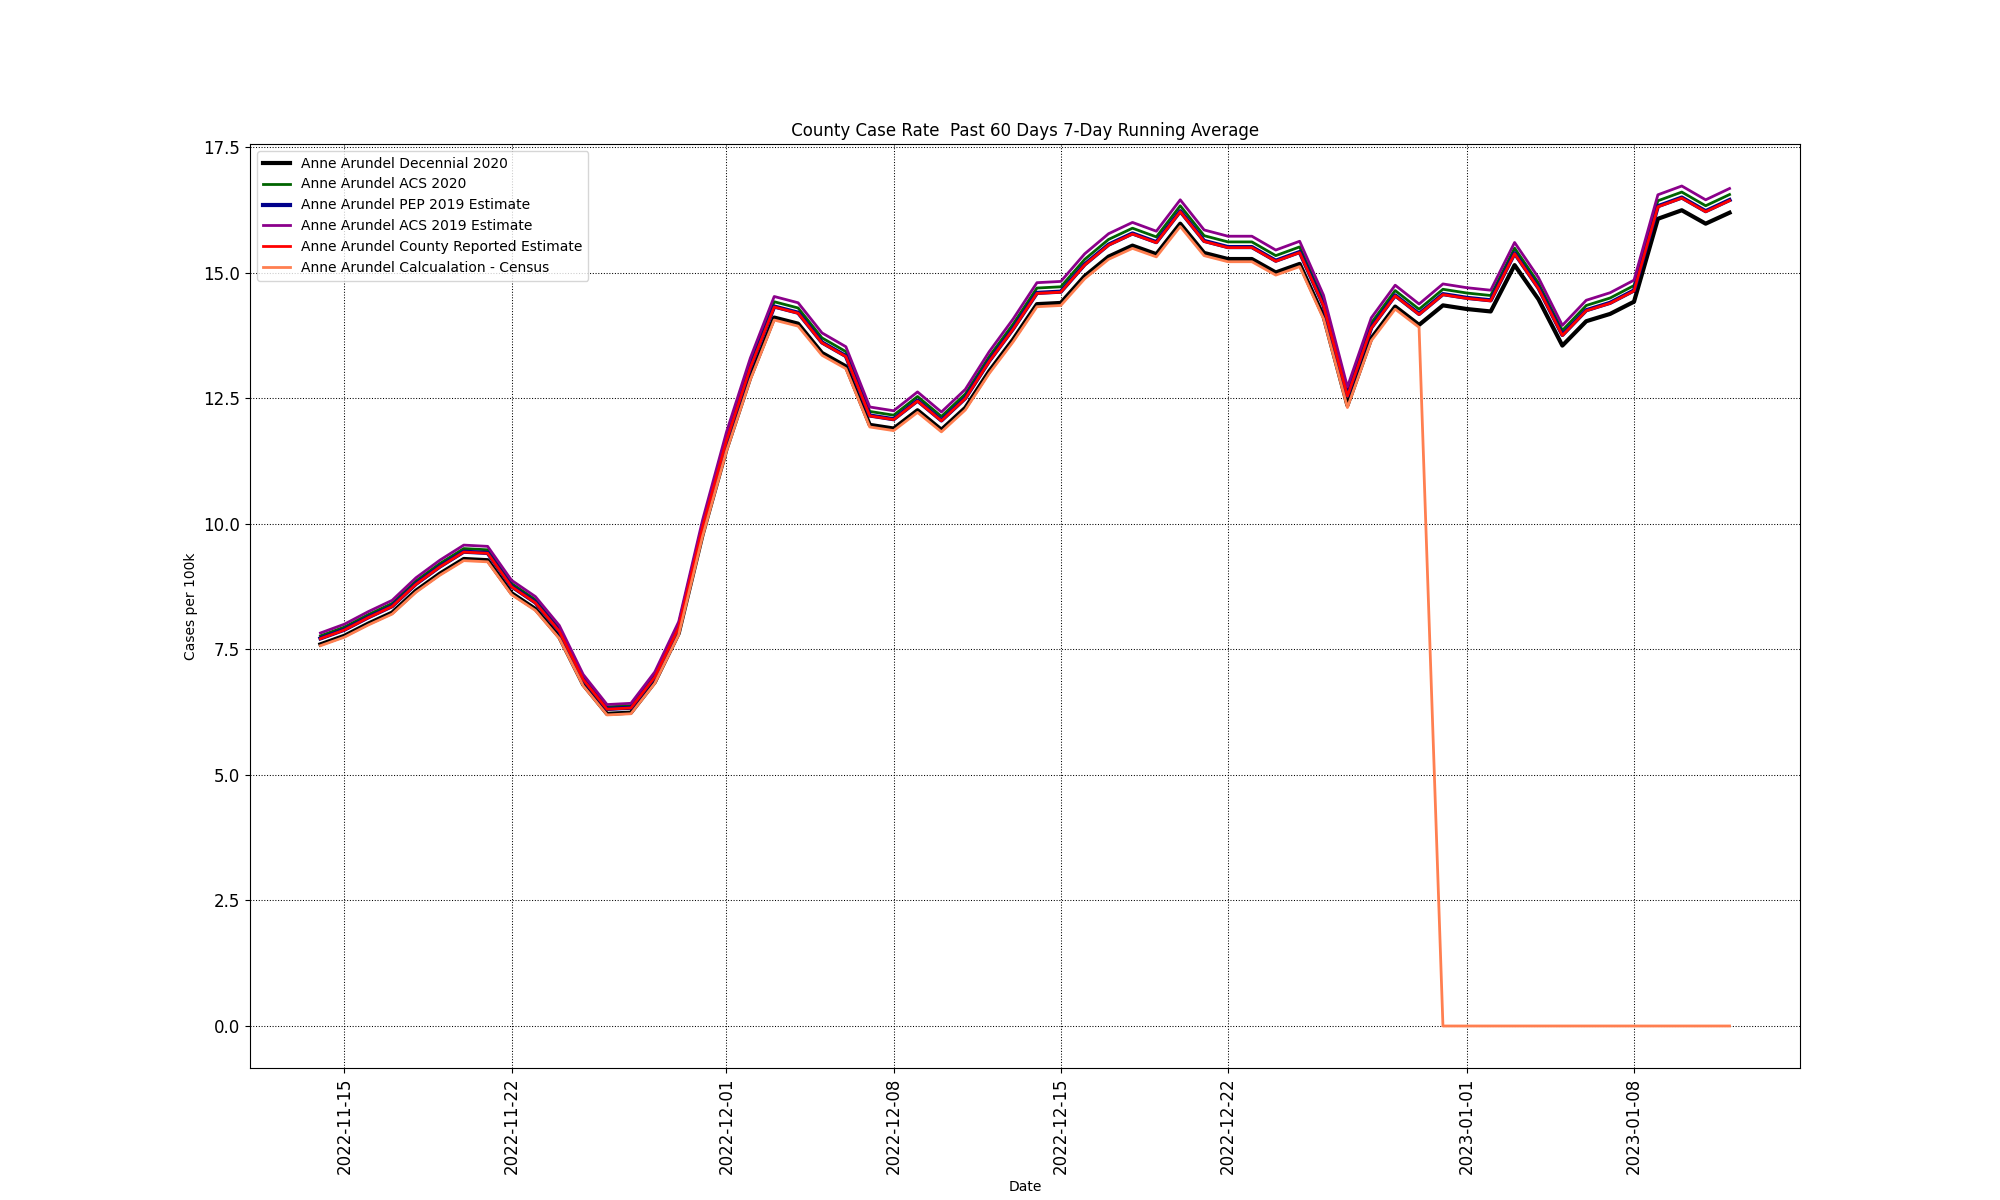 County Case Rate  Past 60 Days 7-Day Running Average
17.5
15.0
12.5
10.0
7.5
5.0
2.5
0.0
Cases per 100k
Anne Arundel Decennial 2020
Anne Arundel ACS 2020
Anne Arundel PEP 2019 Estimate
Anne Arundel ACS 2019 Estimate
Anne Arundel County Reported Estimate
Anne Arundel Calcualation - Census
2022-11-15
2022-11-22
2022-12-01
2022-12-08
2022-12-15
2022-12-22
2023-01-01
2023-01-08
Date